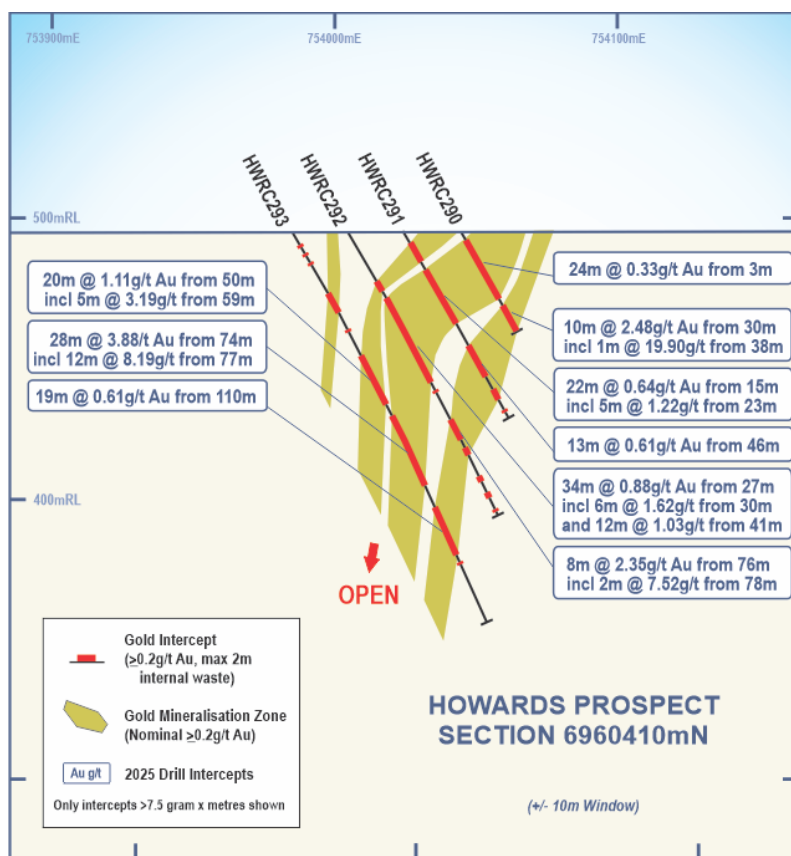 753900mE
754000mE
754100mE
HWRC293
HWRC292
HWRC291
HWRC290
500mRL
20m @ 1.11g/t Au from 50m
incl 5m @ 3.19g/t from 59m
28m @ 3.88/t Au from 74m
incl 12m @ 8.19g/t from 77m
19m @ 0.61g/t Au from 110m
24m @ 0.33g/t Au from 3m
10m @ 2.48g/t Au from 30m
incl 1m @ 19.90g/t from 38m
22m @ 0.64g/t Au from 15m
incl 5m @ 1.22g/t from 23m
13m @ 0.61g/t Au from 46m
34m @ 0.88g/t Au from 27m
incl 6m @ 1.62g/t from 30m
and 12m @ 1.03g/t from 41m
8m @ 2.35g/t Au from 76m
incl 2m @ 7.52g/t from 78m
400mRL
OPEN
Gold Intercept
(≥0.2g/t Au, max 2m
internal waste)
Gold Mineralisation Zone
(Nominal ≥0.2g/t Au)
Au g/t
2025 Drill Intercepts
Only intercepts >7.5 gram x metres shown
HOWARDS PROSPECT
SECTION 6960410mN
(+/- 10m Window)